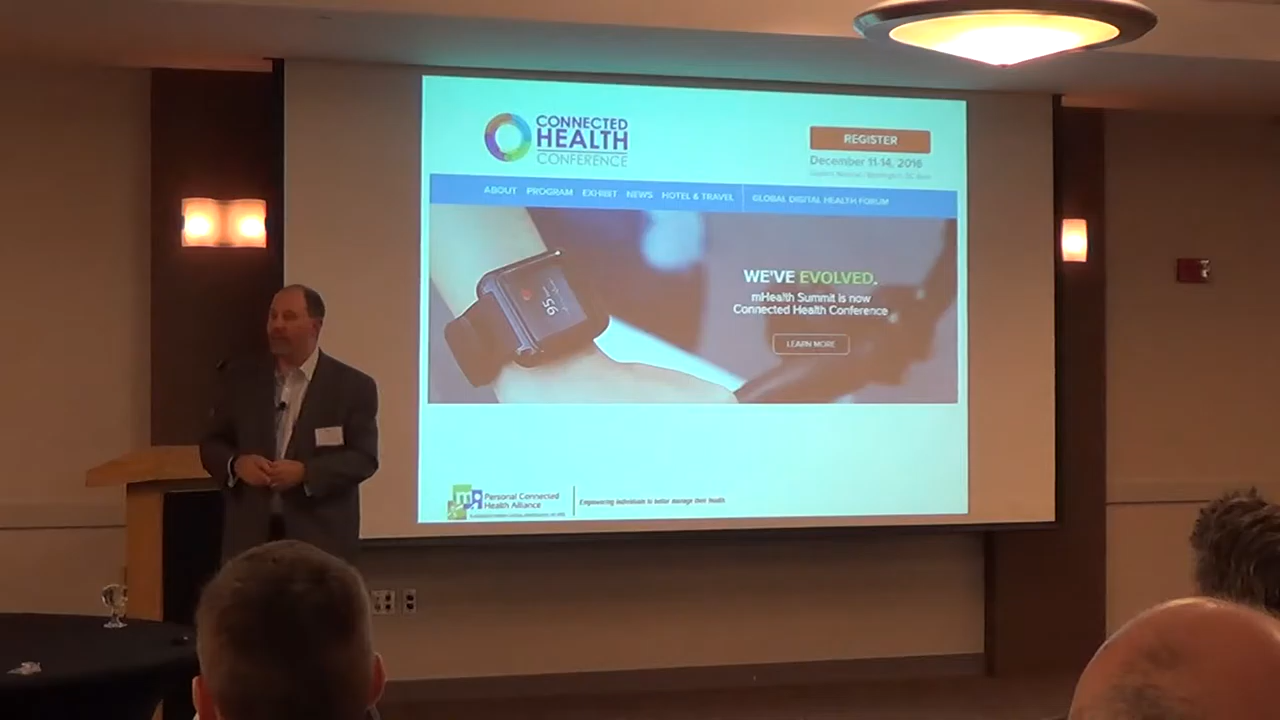 CONNECTED
HEALTH
CONFERENCE
REGISTER
December 11-14, 2016
ABOUT PROGRAM EXHIBIT NEWS HOTEL & TRAVEL GLOBAL DIGITAL HEALTH FORUM
95
WE'VE EVOLVED.
mHealth Summit is now
Connected Health Conference
LEARN MORE
Personal Connected
Health Alliance
Empowering individuals to better manage their health